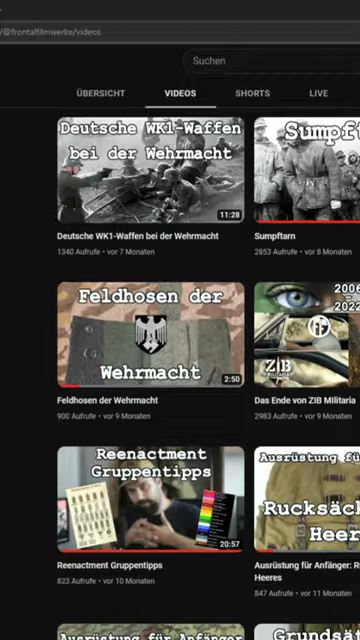 /@frontalfilmwerke/videos
Suchen
ÜBERSICHT VIDEOS SHORTS LIVE
Deutsche WK1-Waffen
bei der Wehrmacht
11:28
Sumpft
Deutsche WK1-Waffen bei der Wehrmacht
1340 Aufrufe • vor 7 Monaten
Sumpftarn
2853 Aufrufe • vor 8 Monaten
Feldhosen der
Wehrmacht
2:50
2006
2022
ZIB
Feldhosen der Wehrmacht
900 Aufrufe • vor 9 Monaten
Das Ende von ZIB Militaria
2983 Aufrufe • vor 9 Monaten
Reenactment
Gruppentipps
20:57
Ausrüstung fü
Rucksäc
Heer
Reenactment Gruppentipps
823 Aufrufe • vor 10 Monaten
Ausrüstung für Anfänger: R
Heeres
847 Aufrufe • vor 11 Monaten
Ausrüstung für Anfänger
Grunds